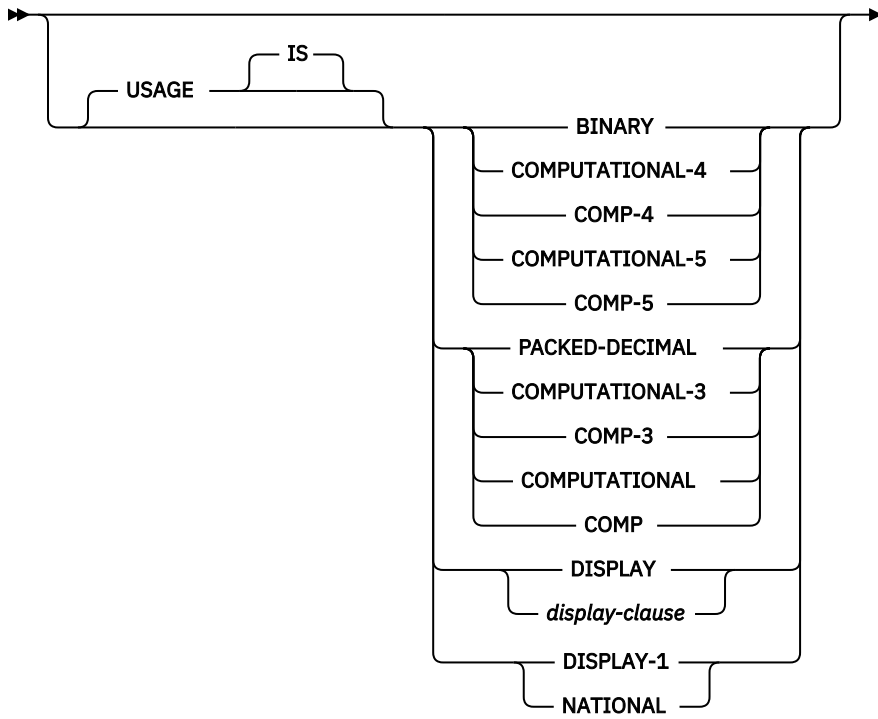 IS
USAGE
BINARY
COMPUTATIONAL-4
COMP-4
COMPUTATIONAL-5
COMP-5
PACKED-DECIMAL
COMPUTATIONAL-3
COMP-3
COMPUTATIONAL
COMP
DISPLAY
display-clause
DISPLAY-1
NATIONAL